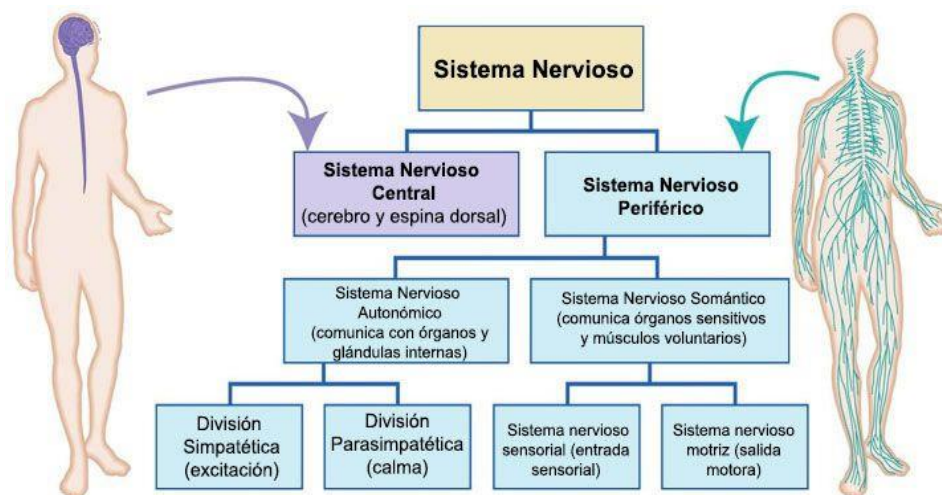 Sistema Nervioso
Sistema Nervioso
Central
(cerebro y espina dorsal)
Sistema Nervioso
Periférico
Sistema Nervioso
Autonómico
(comunica con órganos y
glándulas internas)
Sistema Nervioso Somántico
(comunica órganos sensitivos
y músculos voluntarios)
División
Simpatética
(excitación)
División
Parasimpatética
(calma)
Sistema nervioso
sensorial (entrada
sensorial)
Sistema nervioso
motriz (salida
motora)